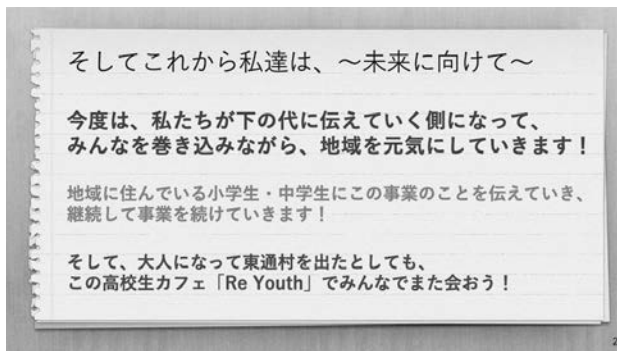 そしてこれから私達は、〜未来に向けて〜
今度は、私たちが下の代に伝えていく側になって、
みんなを巻き込みながら、地域を元気にしていきます！
地域に住んでいる小学生・中学生にこの事業のことを伝えていき、
継続して事業を続けていきます！
そして、大人になって東通村を出たとしても、
この高校生カフェ「Re Youth」でみんなでまた会おう！